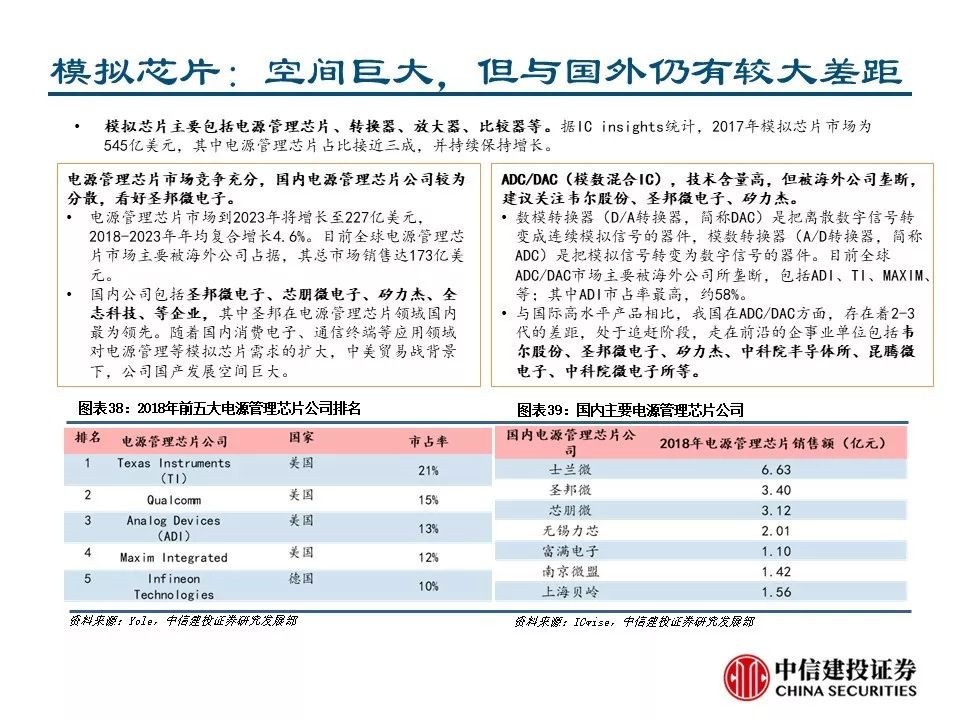 模拟芯片：空间巨大，但与国外仍有较大差距
• 模拟芯片主要包括电源管理芯片、转换器、放大器、比较器等。据IC insights统计，2017年模拟芯片市场为
545亿美元，其中电源管理芯片占比接近三成，并持续保持增长。
电源管理芯片市场竞争充分，国内电源管理芯片公司较为
分散，看好圣邦微电子。
• 电源管理芯片市场到2023年将增长至227亿美元，
2018-2023年年均复合增长4.6%。目前全球电源管理芯
片市场主要被海外公司占据，其总市场销售达173亿美
元。
• 国内公司包括圣邦微电子、芯朋微电子、矽力杰、全
志科技、等企业，其中圣邦在电源管理芯片领域国内
最为领先。随着国内消费电子、通信终端等应用领域
对电源管理等模拟芯片需求的扩大，中美贸易战背景
下，公司国产发展空间巨大。
ADC/DAC（模数混合IC），技术含量高，但被海外公司垄断，
建议关注韦尔股份、圣邦微电子、矽力杰。
• 数模转换器（D/A转换器，简称DAC）是把离散数字信号转
变成连续模拟信号的器件，模数转换器（A/D转换器，简称
ADC）是把模拟信号转变为数字信号的器件。目前全球
ADC/DAC市场主要被海外公司所垄断，包括ADI、TI、MAXIM、
等；其中ADI市占率最高，约58%。
• 与国际高水平产品相比，我国在ADC/DAC方面，存在着2-3
代的差距，处于追赶阶段，走在前沿的企事业单位包括韦
尔股份、圣邦微电子、矽力杰、中科院半导体所、昆腾微
电子、中科院微电子所等。
图表38：2018年前五大电源管理芯片公司排名
排名 电源管理芯片公司 国家 市占率
1 Texas Instruments （TI） 美国 21%
2 Qualcomm 美国 15%
3 Analog Devices （ADI） 美国 13%
4 Maxim Integrated 美国 12%
5 Infineon Technologies 德国 10%
资料来源：Yole，中信建投证券研究发展部
图表39：国内主要电源管理芯片公司
国内电源管理芯片公司 2018年电源管理芯片销售额（亿元）
士兰微 6.63
圣邦微 3.40
芯朋微 3.12
无锡力芯 2.01
富满电子 1.10
南京微盟 1.42
上海贝岭 1.56
资料来源：ICwise，中信建投证券研究发展部
中信建投证券
CHINA SECURITIES